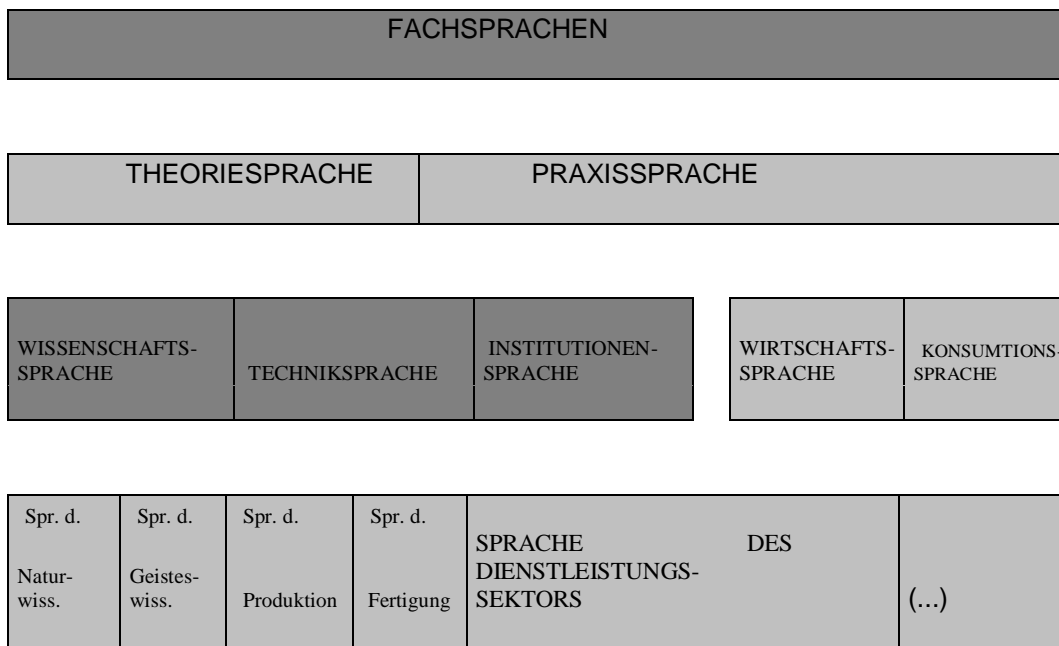 FACHSPRACHEN
THEORIESPRACHE
PRAXISSPRACHE
WISSENSCHAFTS-
SPRACHE
TECHNIKSPRACHE
INSTITUTIONEN-
SPRACHE
WIRTSCHAFTS-
SPRACHE
KONSUMTIONS-
SPRACHE
Spr. d.
Natur-
wiss.
Spr. d.
Geistes-
wiss.
Spr. d.
Produktion
Spr. d.
Fertigung
SPRACHE DES
DIENSTLEISTUNGS-
SEKTORS
(...)